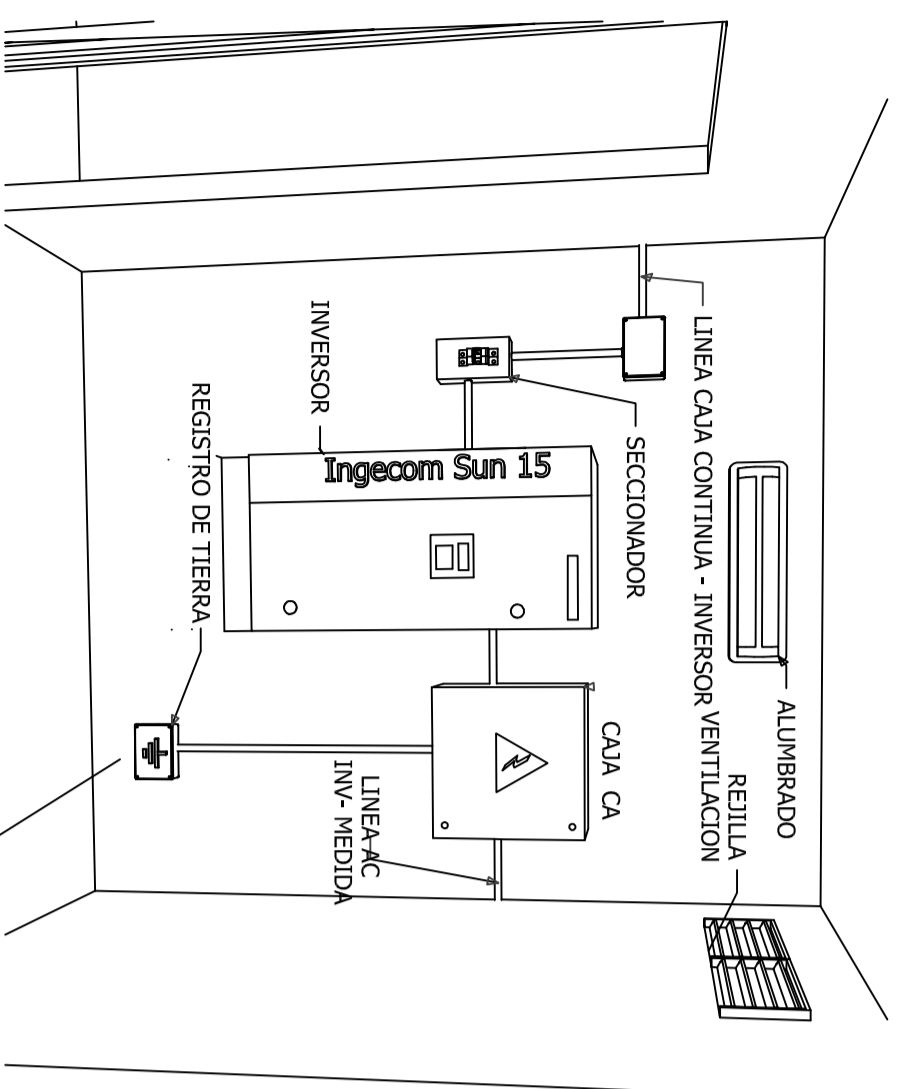 ALUMBRADO
REJILLA
VENTILACION
LINEA CAJA CONTINUA - INVERSOR
SECCIONADOR
CAJA CA
Ingecom Sun 15
INVERSOR
LINEA AC
INV- MEDIDA
REGISTRO DE TIERRA